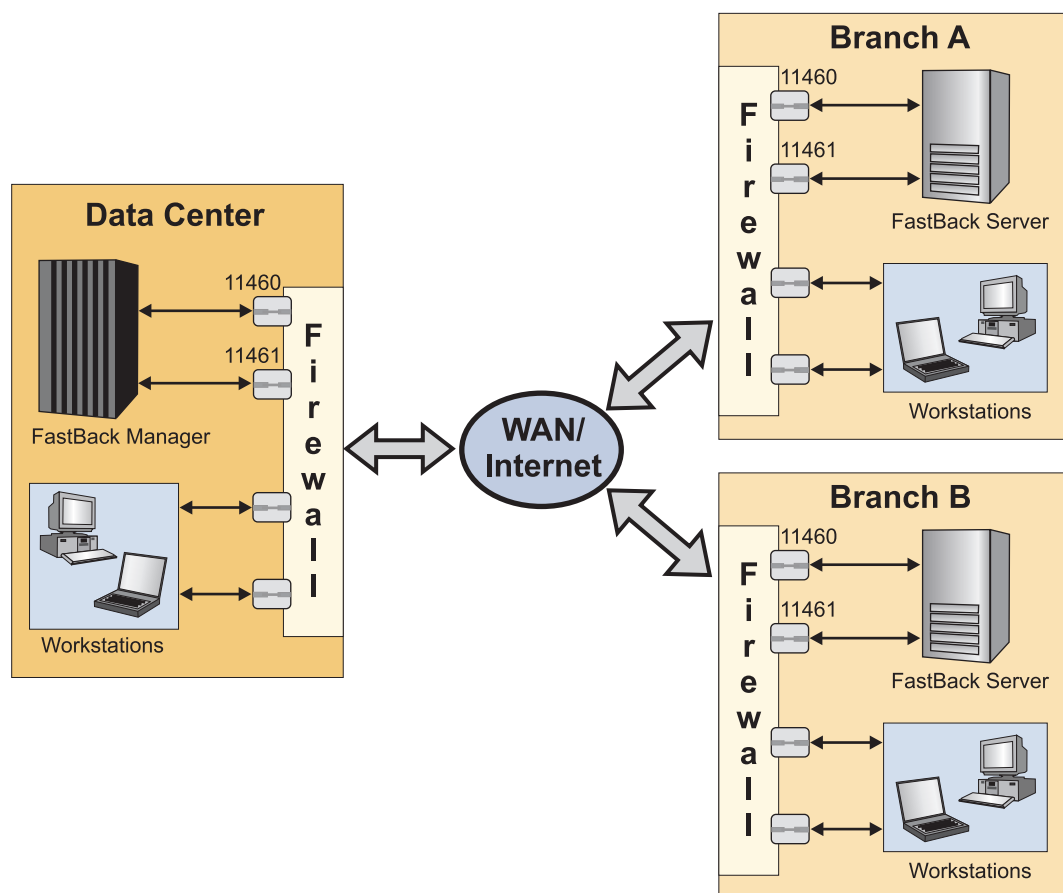 Data Center
11460
11461
FastBack Manager
Workstations
Firewall
WAN/
Internet
Branch A
Firewall
11460
11461
FastBack Server
Workstations
Branch B
Firewall
11460
11461
FastBack Server
Workstations